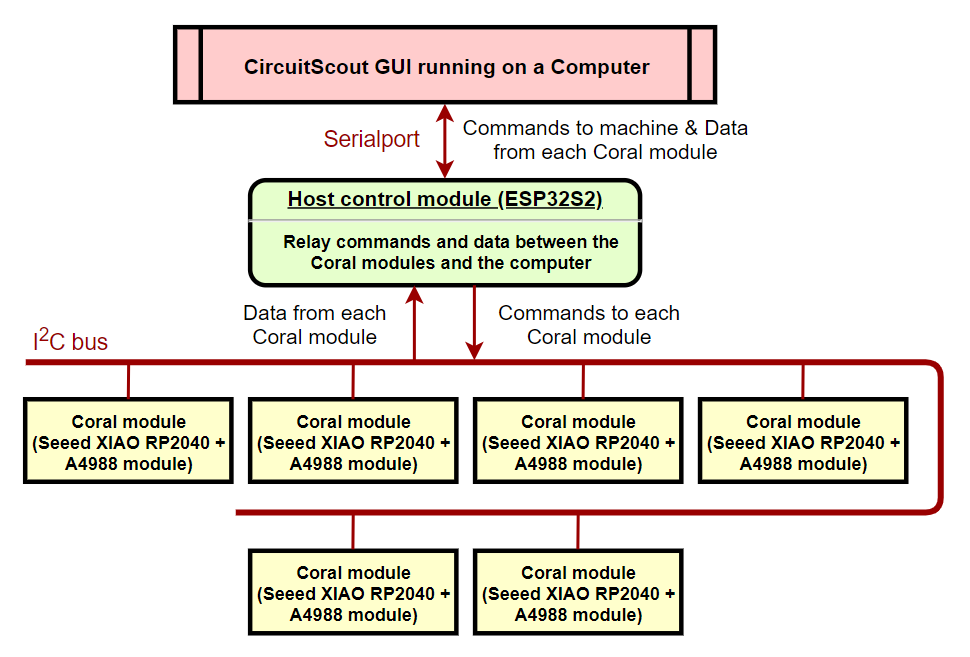 CircuitScout GUI running on a Computer
Serialport
Commands to machine & Data
from each Coral module
Host control module (ESP32S2)
Relay commands and data between the
Coral modules and the computer
Data from each
Coral module
Commands to each
Coral module
I²C bus
Coral module
(Seeed XIAO RP2040 +
A4988 module)
Coral module
(Seeed XIAO RP2040 +
A4988 module)
Coral module
(Seeed XIAO RP2040 +
A4988 module)
Coral module
(Seeed XIAO RP2040 +
A4988 module)
Coral module
(Seeed XIAO RP2040 +
A4988 module)
Coral module
(Seeed XIAO RP2040 +
A4988 module)